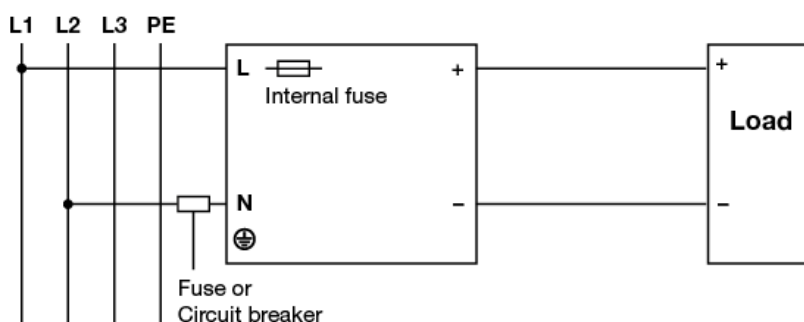 L1 L2 L3 PE
L
+
+
Internal fuse
Load
N
−
−
Fuse or
Circuit breaker